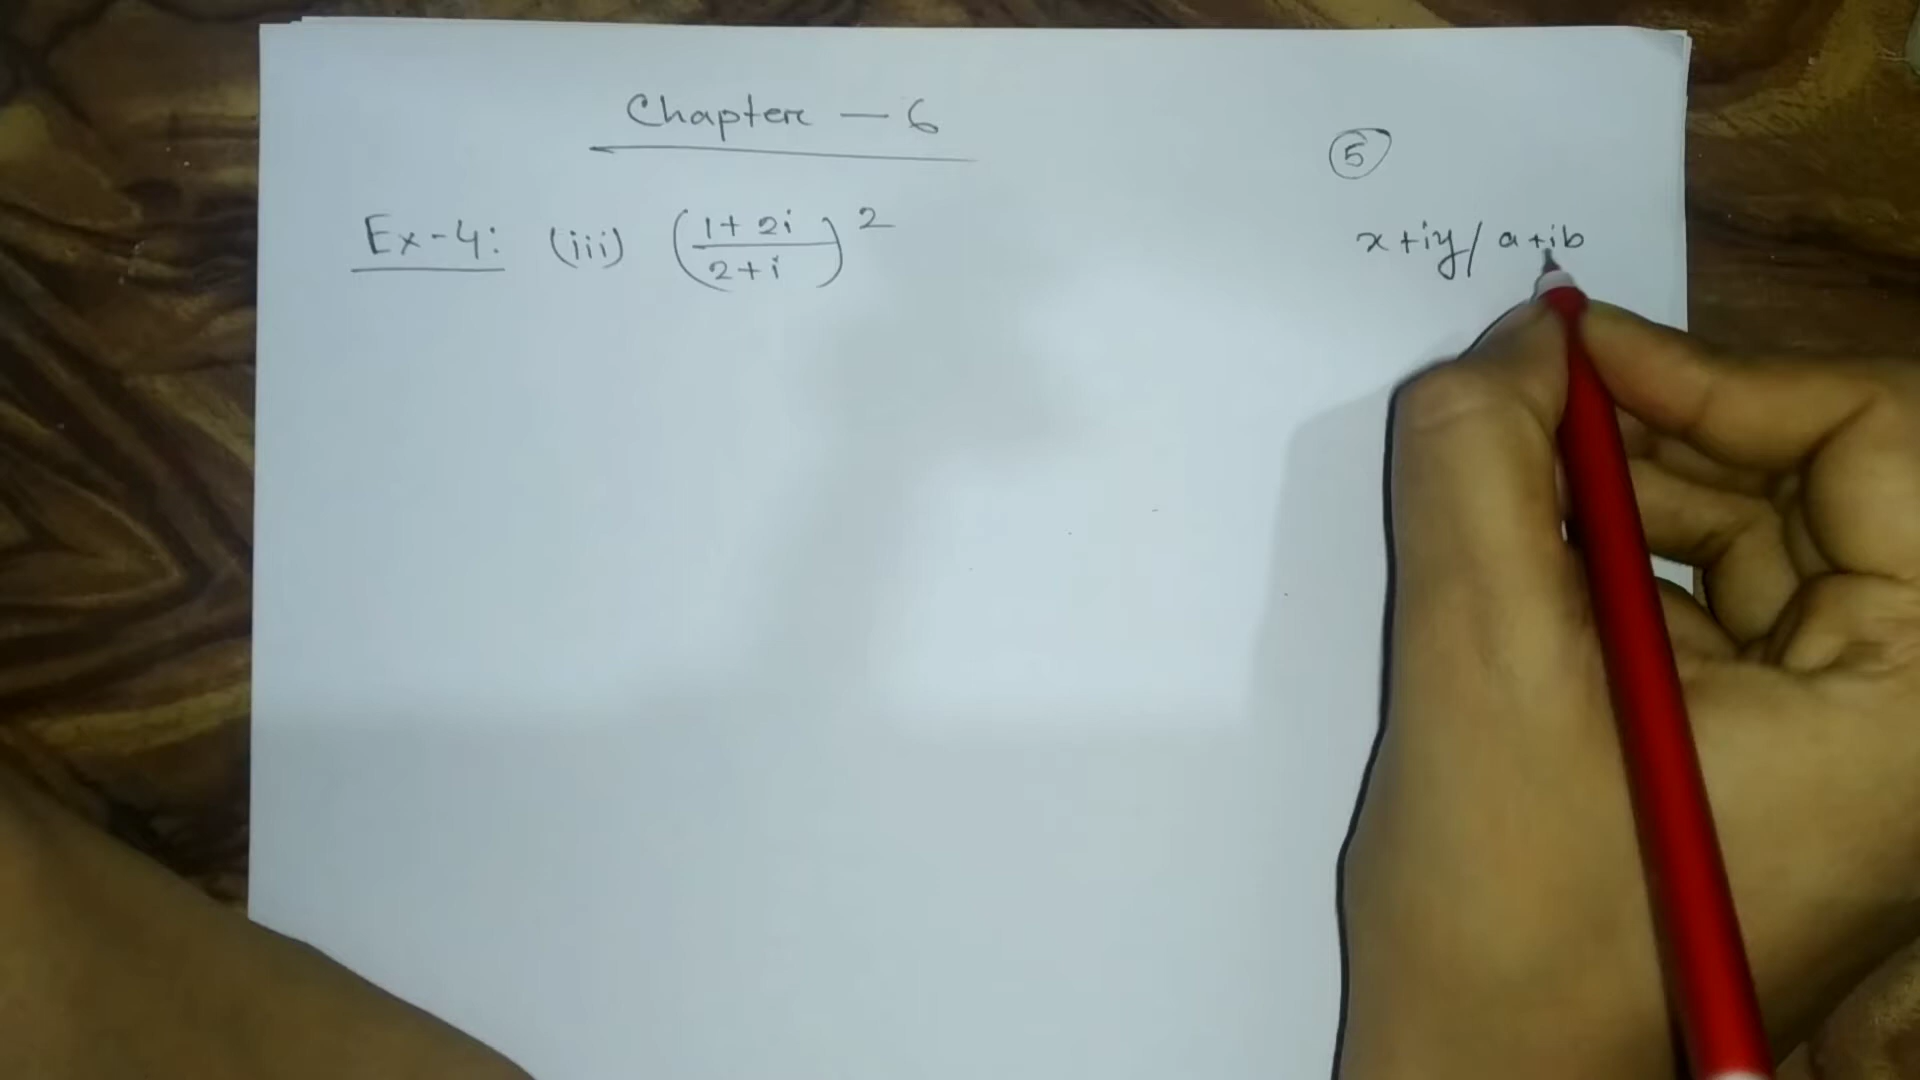 Chapter - 6
5
Ex-4: (iii) ((1+2i)/(2+i))^2
x+iy/ a+ib